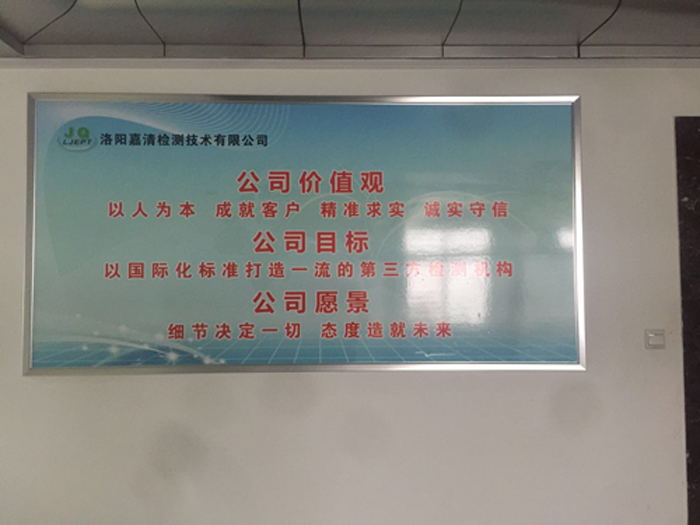 JQ
LJEPT
洛阳嘉清检测技术有限公司
公司价值观
以人为本 成就客户 精准求实 诚实守信
公司目标
以国际化标准打造一流的第三方检测机构
公司愿景
细节决定一切 态度造就未来